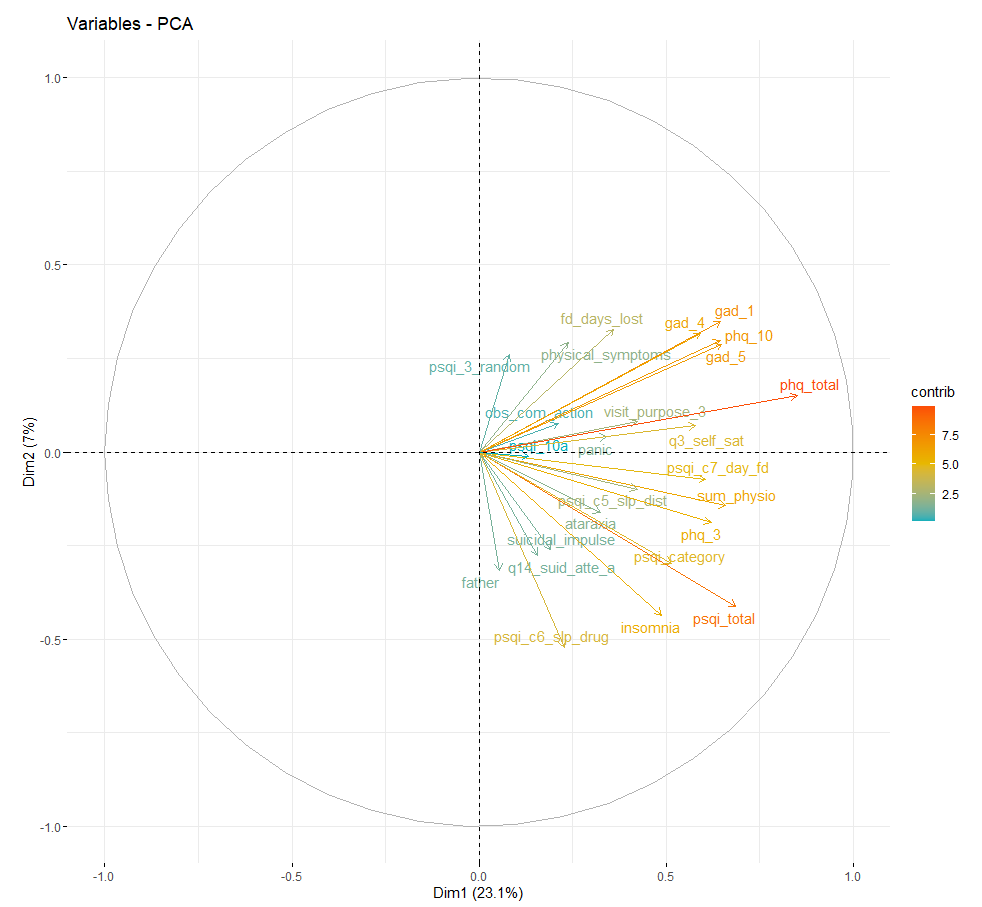 Variables - PCA
1.0
0.5
0.0
-0.5
-1.0
Dim2 (7%)
gad_1
fd_days_lost
gad_4
phq_10
physical_symptoms
gad_5
psqi_3_random
phq_total
obs_com_action
visit_purpose_3
q3_self_sat
psqi_10a
panic
psqi_c7_day_fd
sum_physio
psqi_c5_slp_dist
ataraxia
phq_3
suicidal_impulse
psqi_category
q14_suid_atte_a
father
psqi_total
insomnia
psqi_c6_slp_drug
-1.0
-0.5
0.0
0.5
1.0
Dim1 (23.1%)
contrib
7.5
5.0
2.5